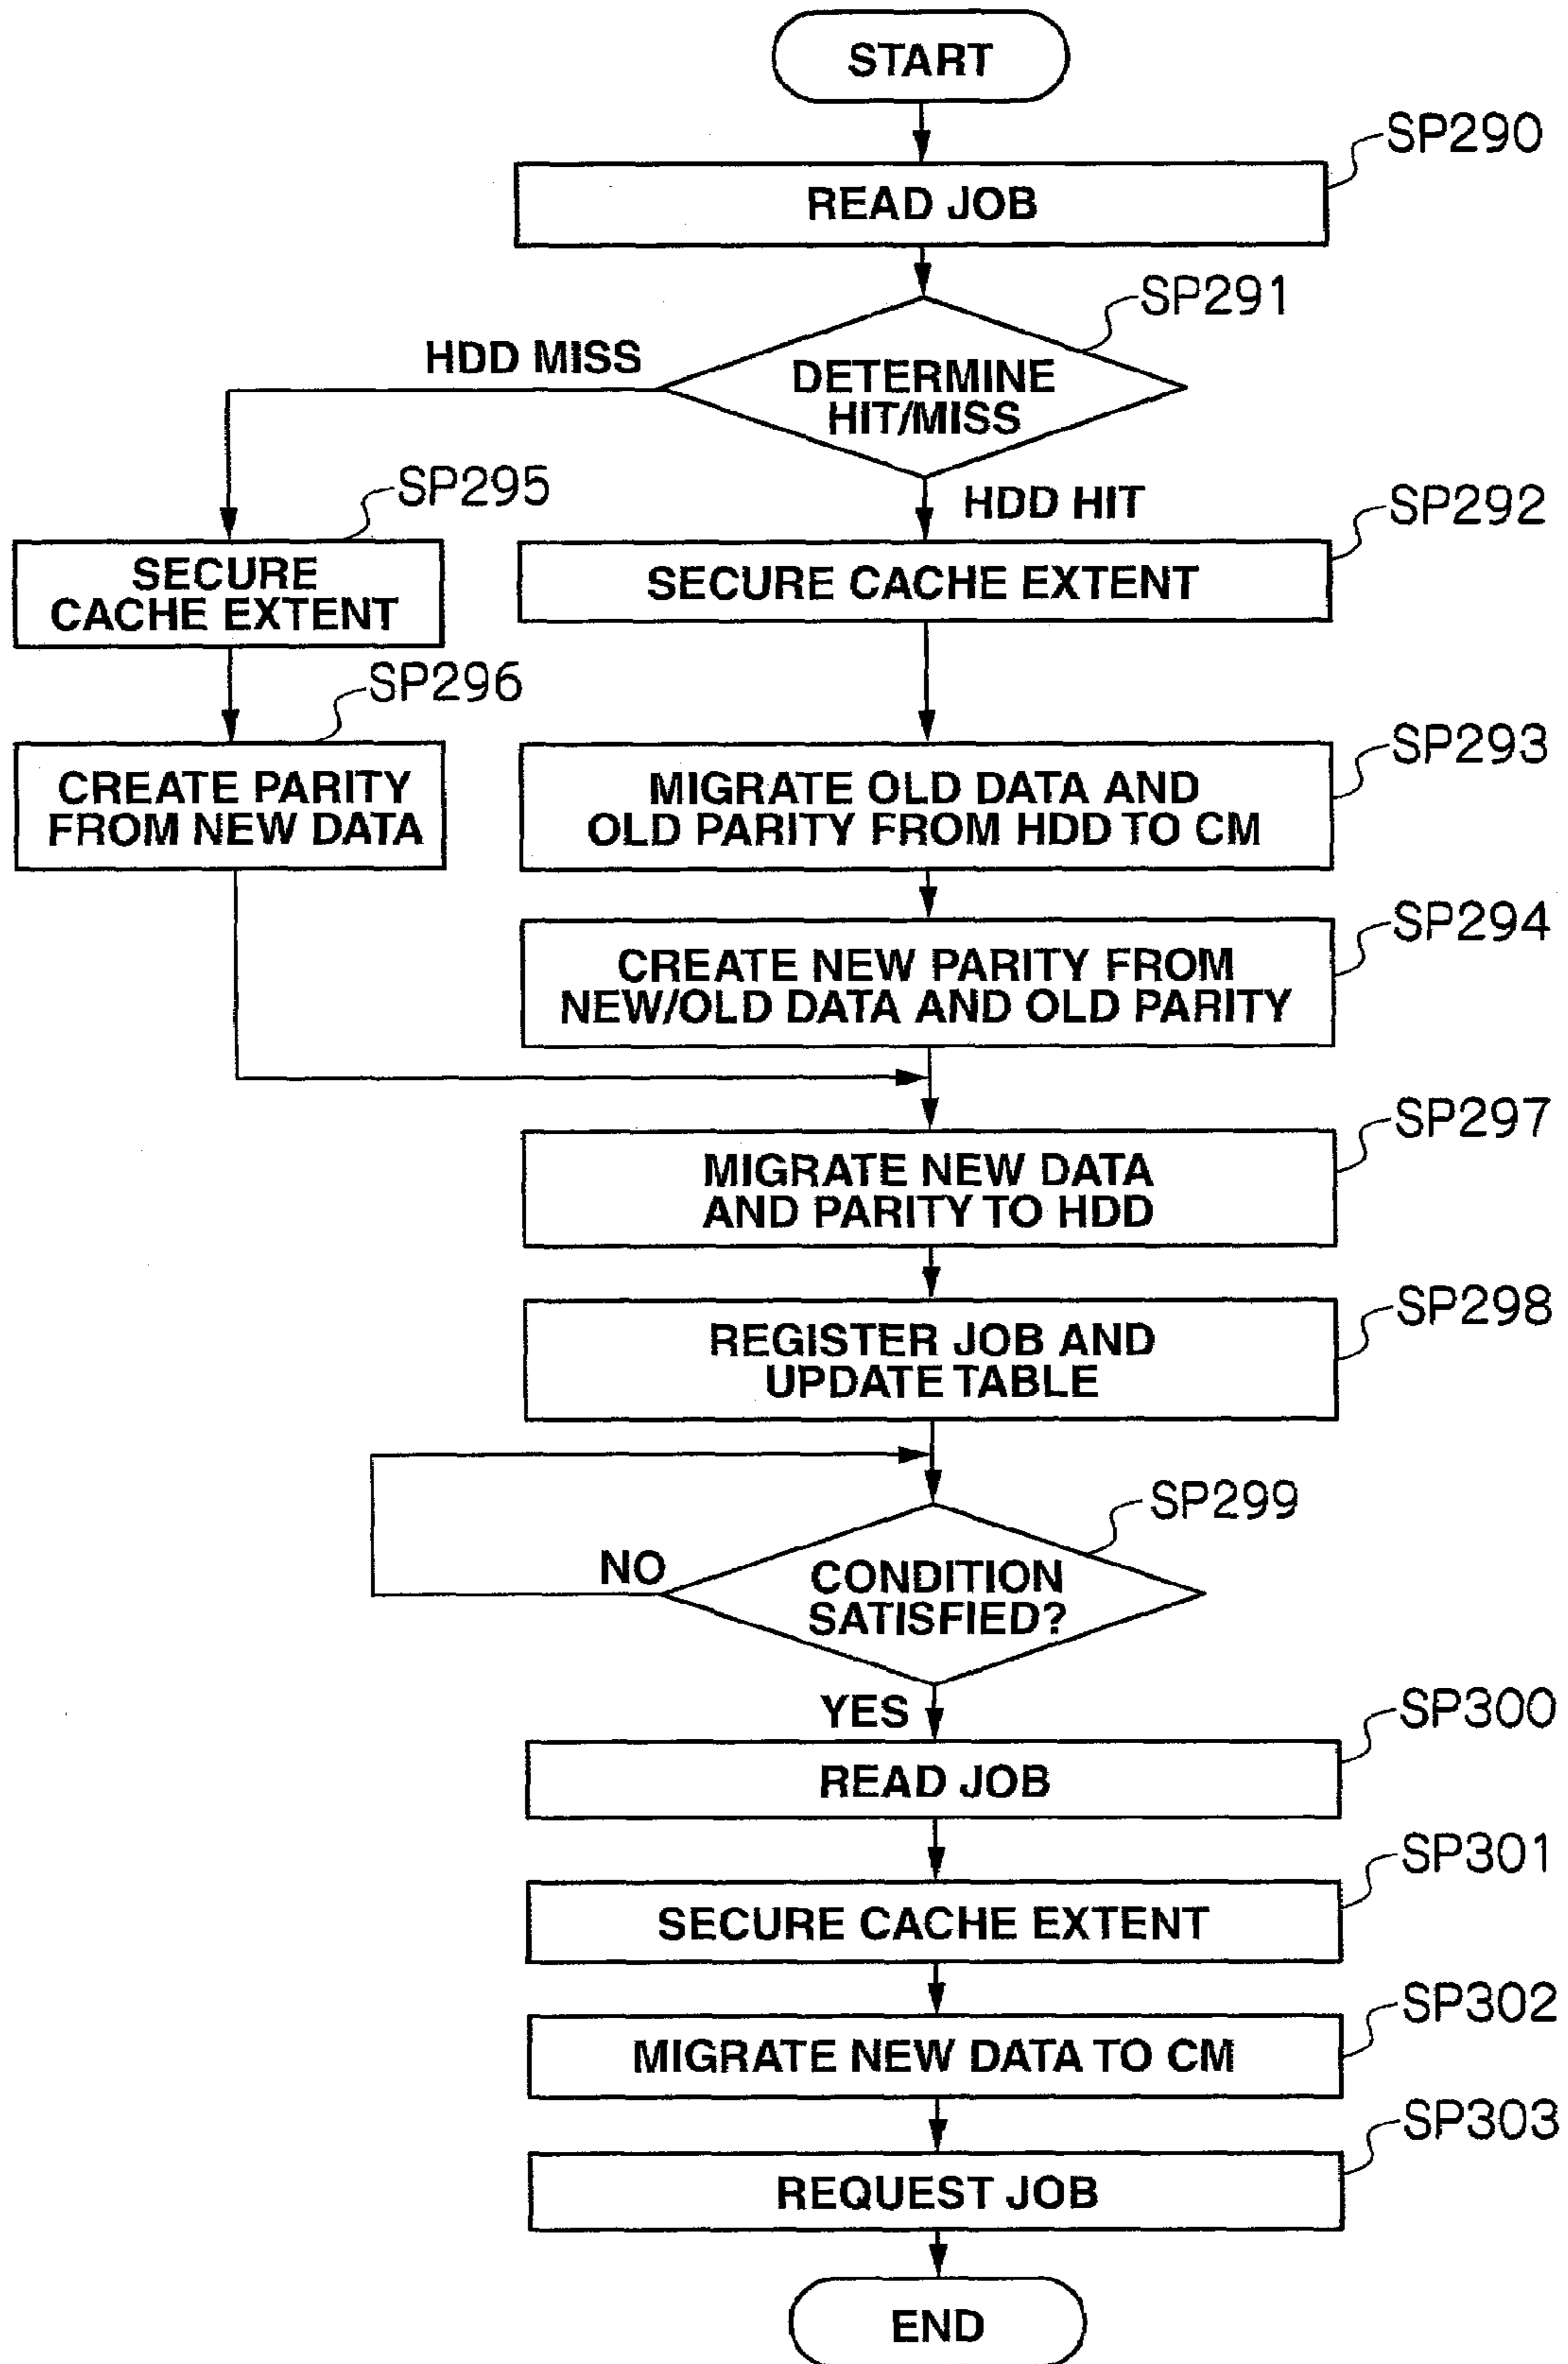 START
SP290
READ JOB
SP291
HDD MISS
DETERMINE
HIT/MISS
SP295
HDD HIT
SP292
SECURE
CACHE EXTENT
SECURE CACHE EXTENT
SP296
SP293
CREATE PARITY
FROM NEW DATA
MIGRATE OLD DATA AND
OLD PARITY FROM HDD TO CM
SP294
CREATE NEW PARITY FROM
NEW/OLD DATA AND OLD PARITY
SP297
MIGRATE NEW DATA
AND PARITY TO HDD
SP298
REGISTER JOB AND
UPDATE TABLE
SP299
NO
CONDITION
SATISFIED?
YES
SP300
READ JOB
SP301
SECURE CACHE EXTENT
SP302
MIGRATE NEW DATA TO CM
SP303
REQUEST JOB
END